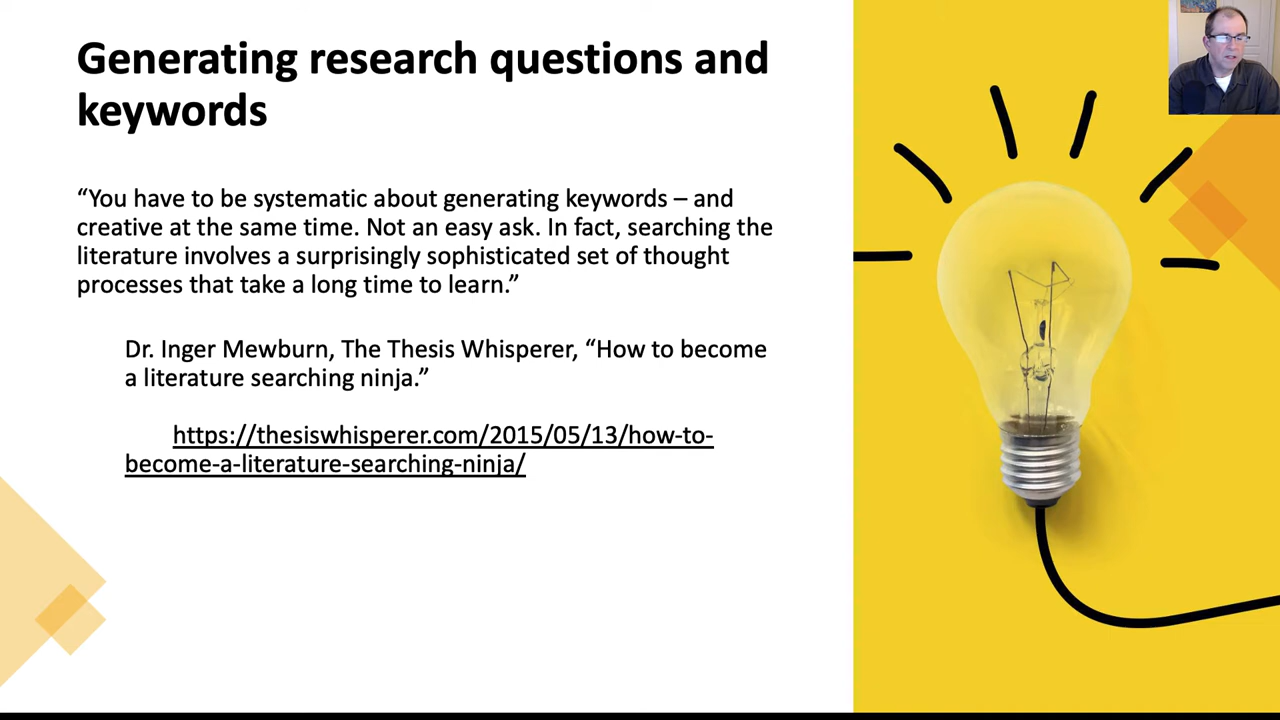 Generating research questions and
keywords
“You have to be systematic about generating keywords – and
creative at the same time. Not an easy ask. In fact, searching the
literature involves a surprisingly sophisticated set of thought
processes that take a long time to learn.”
Dr. Inger Mewburn, The Thesis Whisperer, “How to become
a literature searching ninja.”
https://thesiswhisperer.com/2015/05/13/how-to-
become-a-literature-searching-ninja/